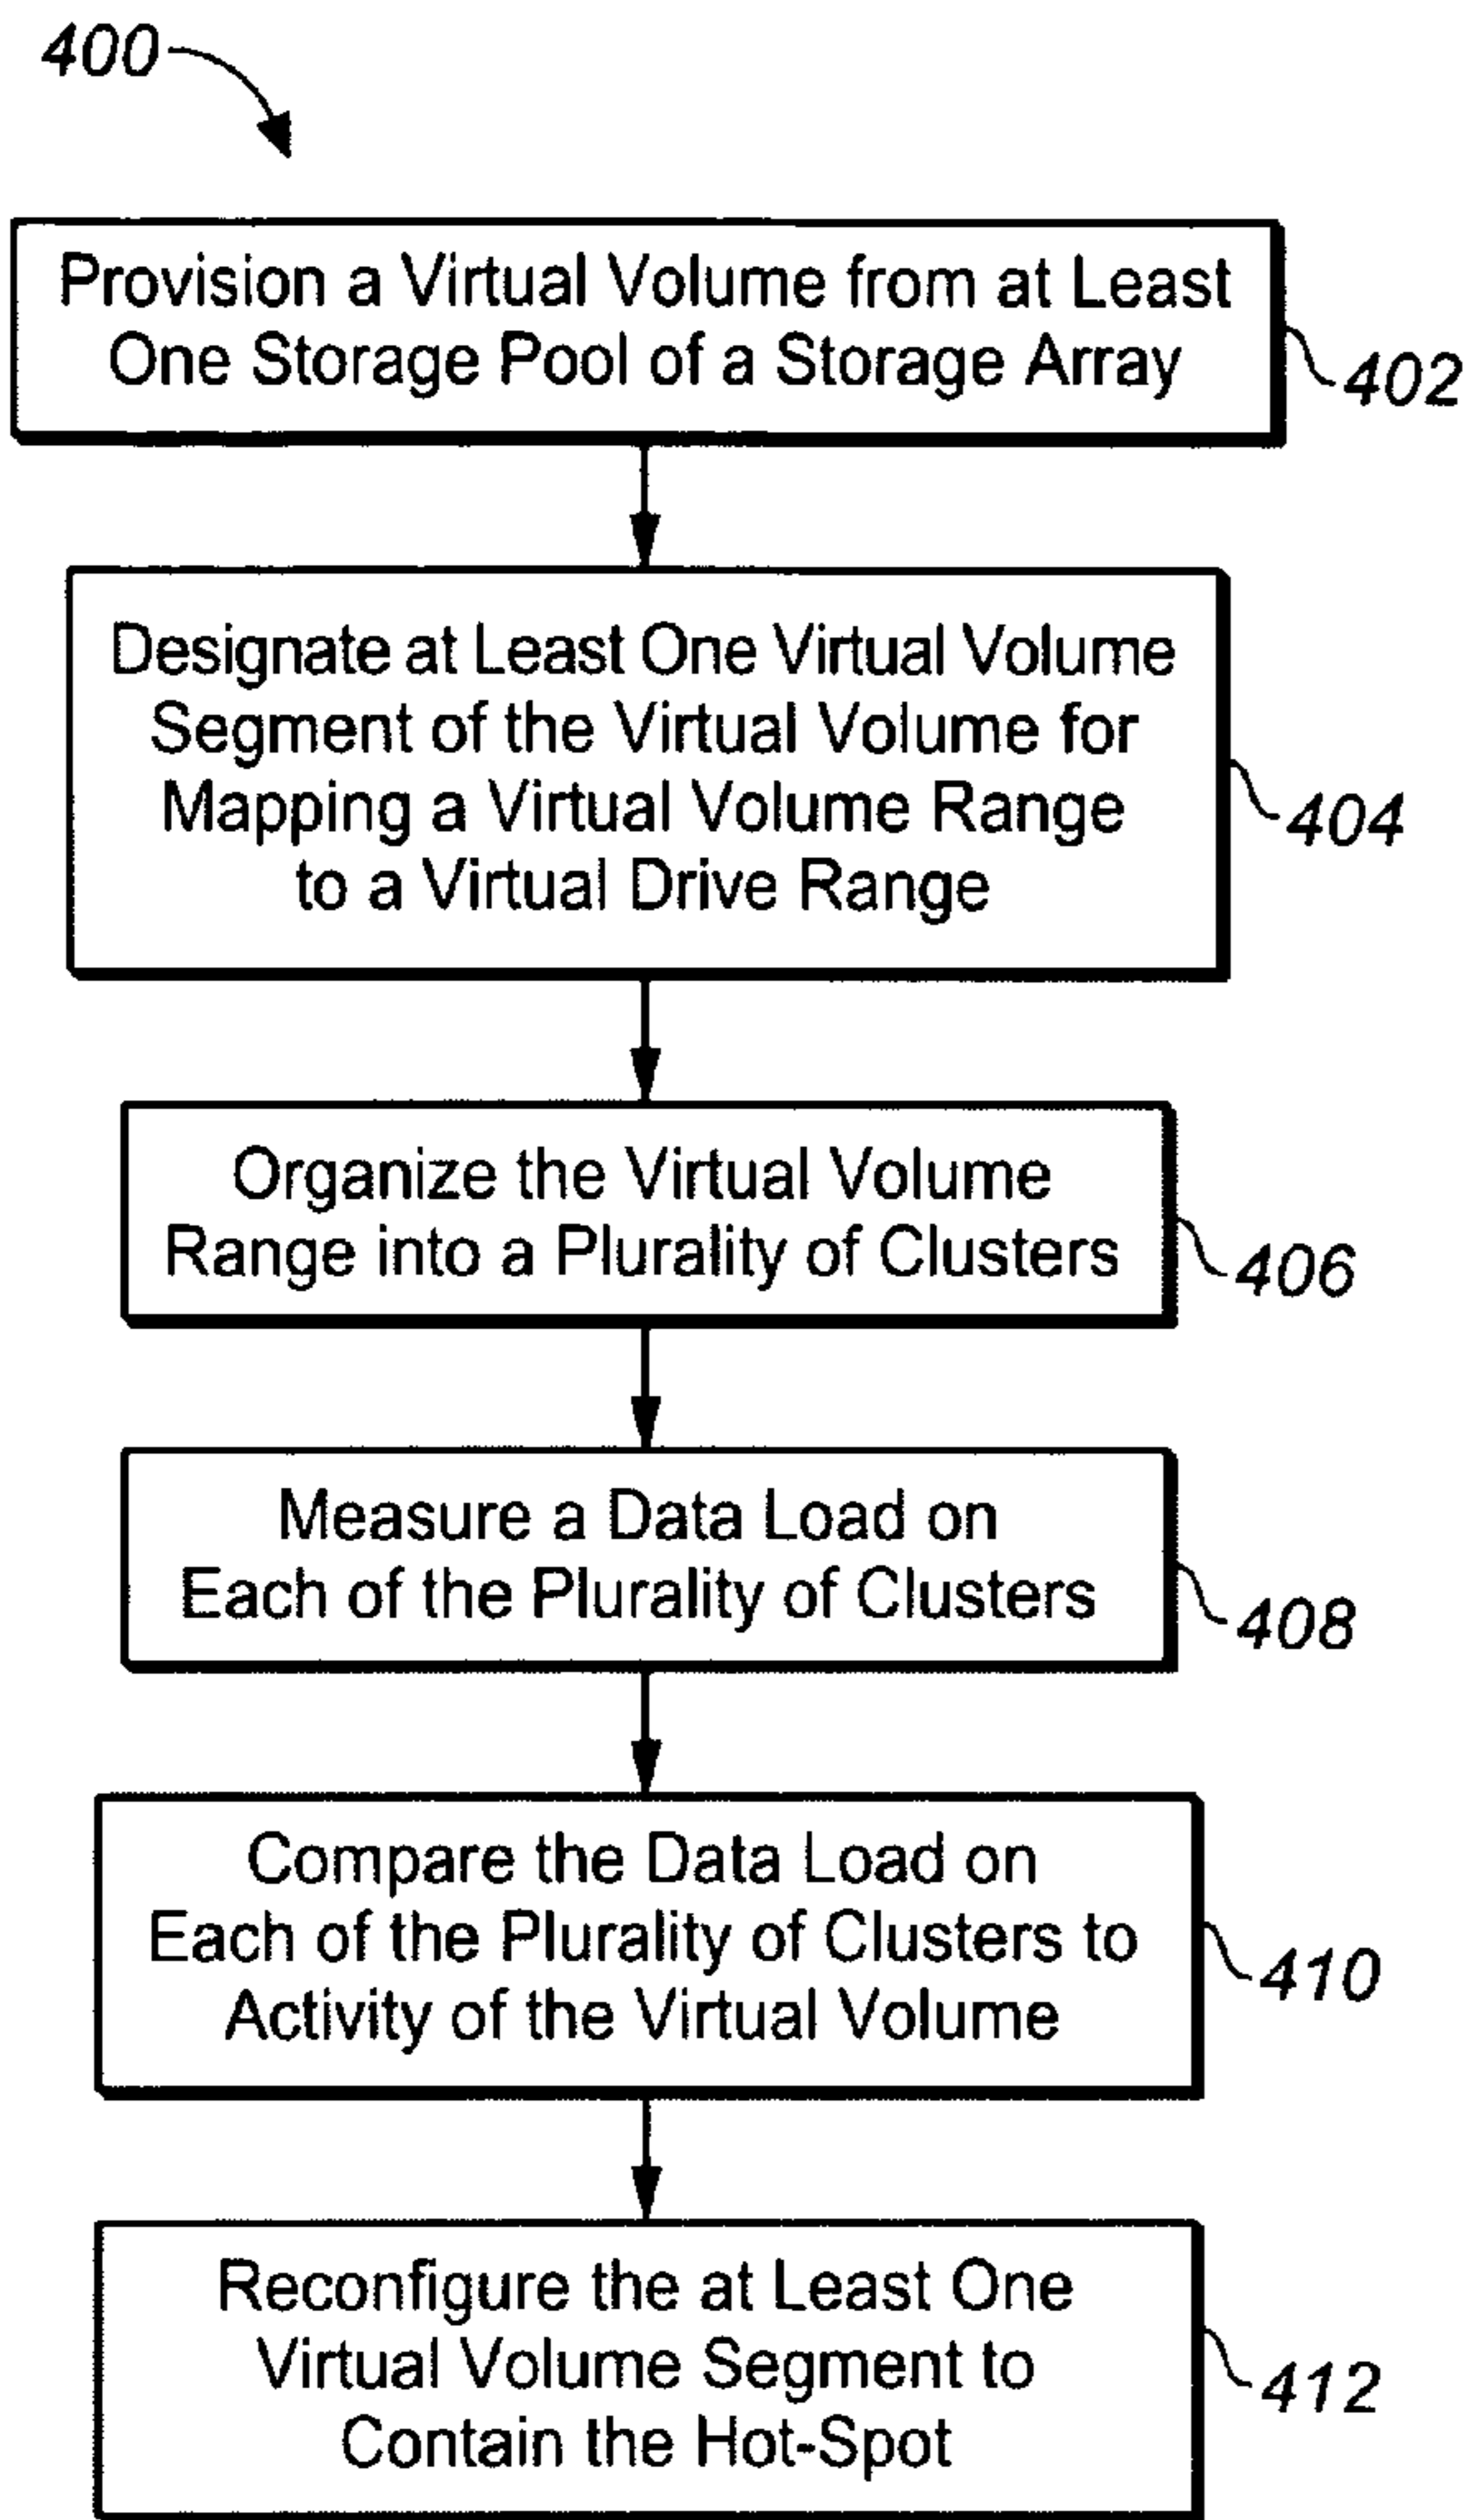 400
Provision a Virtual Volume from at Least
One Storage Pool of a Storage Array
402
Designate at Least One Virtual Volume
Segment of the Virtual Volume for
Mapping a Virtual Volume Range
to a Virtual Drive Range
404
Organize the Virtual Volume
Range into a Plurality of Clusters
406
Measure a Data Load on
Each of the Plurality of Clusters
408
Compare the Data Load on
Each of the Plurality of Clusters to
Activity of the Virtual Volume
410
Reconfigure the at Least One
Virtual Volume Segment to
Contain the Hot-Spot
412